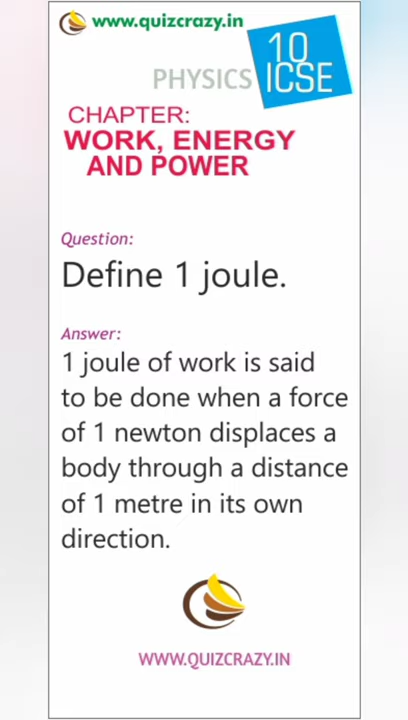 www.quizcrazy.in
10
PHYSICS ICSE
CHAPTER:
WORK, ENERGY
AND POWER
Question:
Define 1 joule.
Answer:
1 joule of work is said
to be done when a force
of 1 newton displaces a
body through a distance
of 1 metre in its own
direction.
WWW.QUIZCRAZY.IN